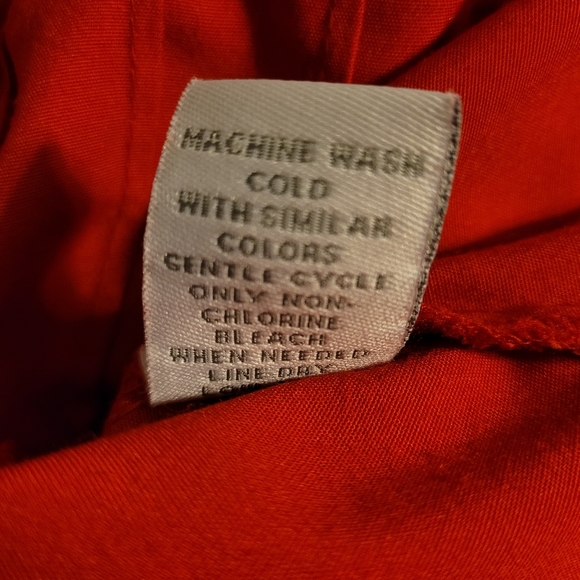 MACHINE WASH
COLD
WITH SIMILAR
COLORS
GENTLE CYCLE
ONLY NON-
CHLORINE
BLEACH
WHEN NEEDED
LINE DRY